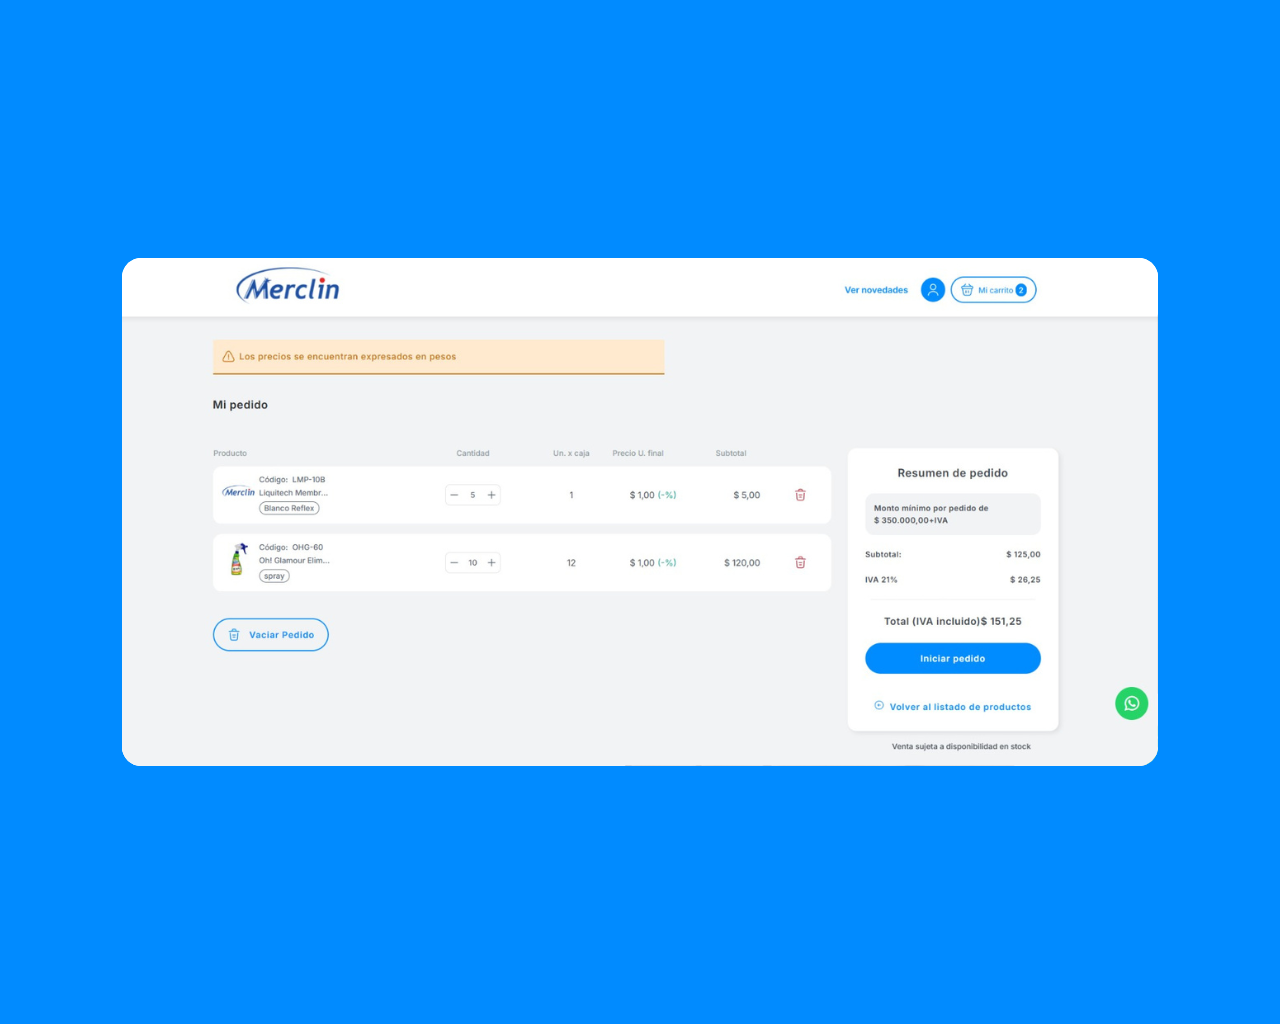 Merclin
Ver novedades
Mi carrito 2
Los precios se encuentran expresados en pesos
Mi pedido
Producto Cantidad Un. x caja Precio U. final Subtotal
Merclin
Código: LMP-10B
Liquitech Membr...
Blanco Reflex
5 1 $ 1,00 (-%) $ 5,00
Código: OHG-60
Oh! Glamour Elim...
spray
10 12 $ 1,00 (-%) $ 120,00
Vaciar Pedido
Resumen de pedido
Monto mínimo por pedido de
$ 350.000,00+IVA
Subtotal: $ 125,00
IVA 21% $ 26,25
Total (IVA incluido)$ 151,25
Iniciar pedido
Volver al listado de productos
Venta sujeta a disponibilidad en stock